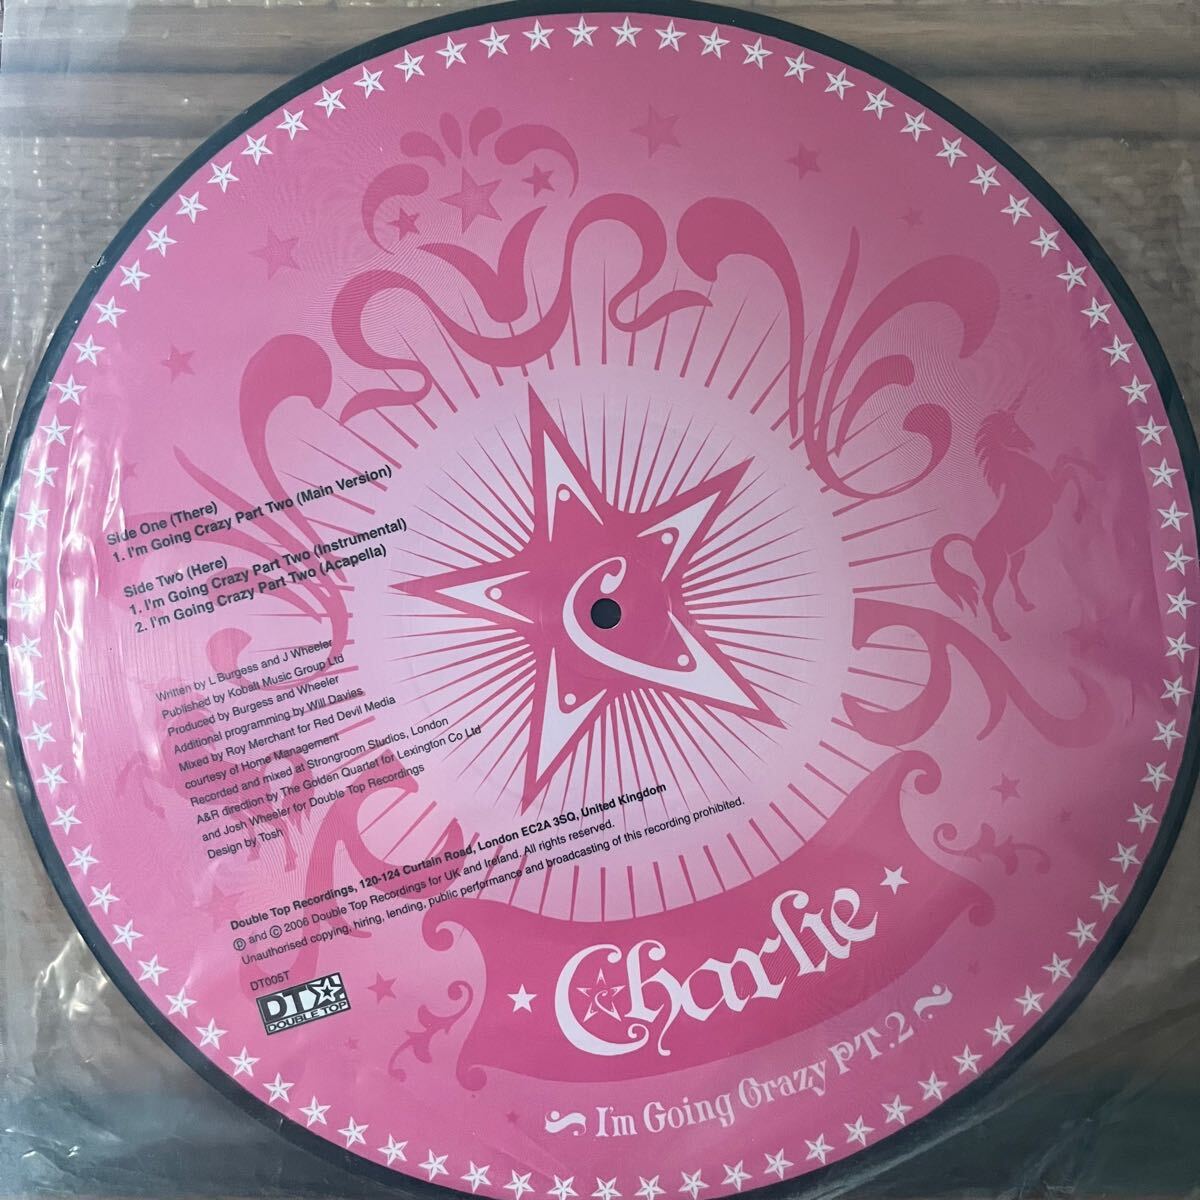 Side One (There)
1. I'm Going Crazy Part Two (Main Version)
Side Two (Here)
1. I'm Going Crazy Part Two (Instrumental)
2. I'm Going Crazy Part Two (Acapella)
Written by L Burgess and J Wheeler
Published by Kobalt Music Group Ltd
Produced by Burgess and Wheeler
Additional programming by Will Davies
Mixed by Roy Merchant for Red Devil Media
courtesy of Home Management
Recorded and mixed at Strongroom Studios, London
A&R direction by The Golden Quartet for Lexington Co Ltd
and Josh Wheeler for Double Top Recordings
Design by Tosh
Double Top Recordings, 120-124 Curtain Road, London EC2A 3SQ, United Kingdom
℗ and © 2006 Double Top Recordings for UK and Ireland. All rights reserved.
Unauthorised copying, hiring, lending, public performance and broadcasting of this recording prohibited.
DT005T
DT
DOUBLE TOP
Charlie
I'm Going Crazy PT.2